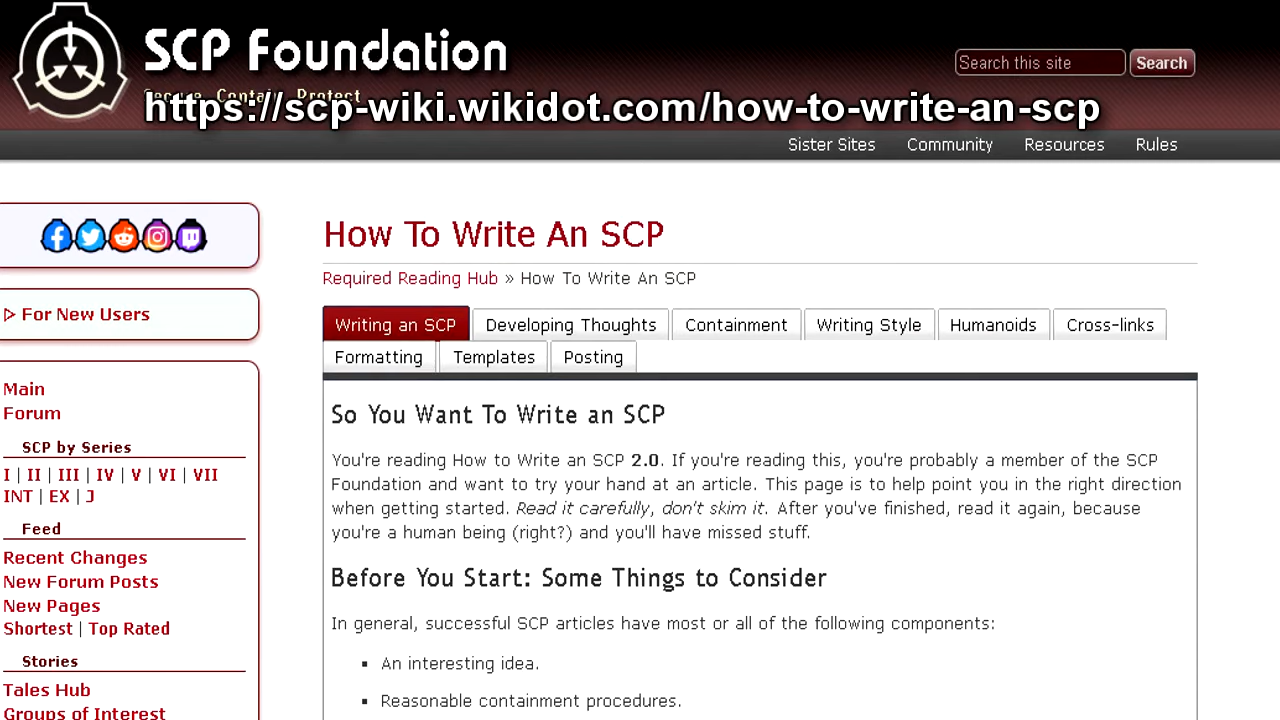 SCP Foundation
Secure, Contain, Protect
https://scp-wiki.wikidot.com/how-to-write-an-scp
Search this site
Search
Sister Sites
Community
Resources
Rules
▷ For New Users
Main
Forum
SCP by Series
I | II | III | IV | V | VI | VII
INT | EX | J
Feed
Recent Changes
New Forum Posts
New Pages
Shortest | Top Rated
Stories
Tales Hub
Groups of Interest
How To Write An SCP
Required Reading Hub » How To Write An SCP
Writing an SCP
Developing Thoughts
Containment
Writing Style
Humanoids
Cross-links
Formatting
Templates
Posting
So You Want To Write an SCP
You're reading How to Write an SCP 2.0. If you're reading this, you're probably a member of the SCP
Foundation and want to try your hand at an article. This page is to help point you in the right direction
when getting started. Read it carefully, don't skim it. After you've finished, read it again, because
you're a human being (right?) and you'll have missed stuff.
Before You Start: Some Things to Consider
In general, successful SCP articles have most or all of the following components:
▪ An interesting idea.
▪ Reasonable containment procedures.